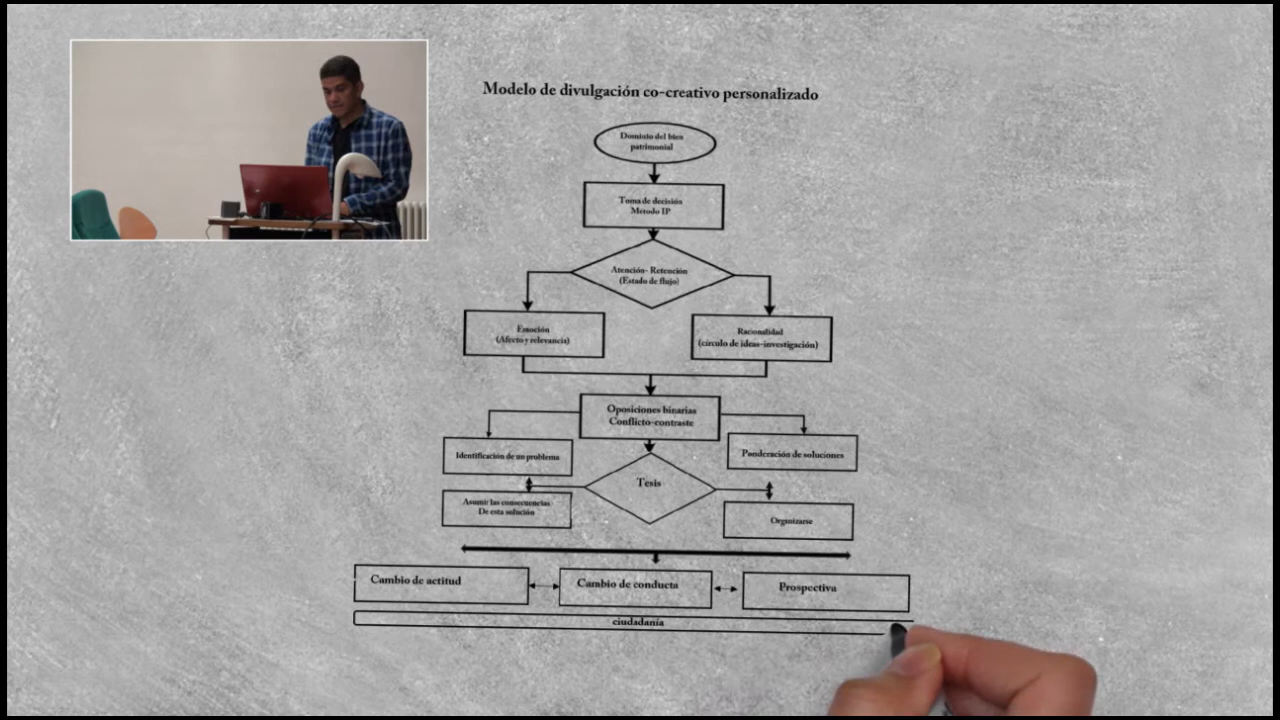 Modelo de divulgación co-creativo personalizado
Dominio del bien
patrimonial
Toma de decisión
Metodo IP
Atención- Retención
(Estado de flujo)
Emoción
(Afecto y relevancia)
Racionalidad
(círculo de ideas-investigación)
Oposiciones binarias
Conflicto-contraste
Identificación de un problema
Ponderación de soluciones
Tesis
Asumir las consecuencias
De esta solución
Organizarse
Cambio de actitud
Cambio de conducta
Prospectiva
ciudadanía